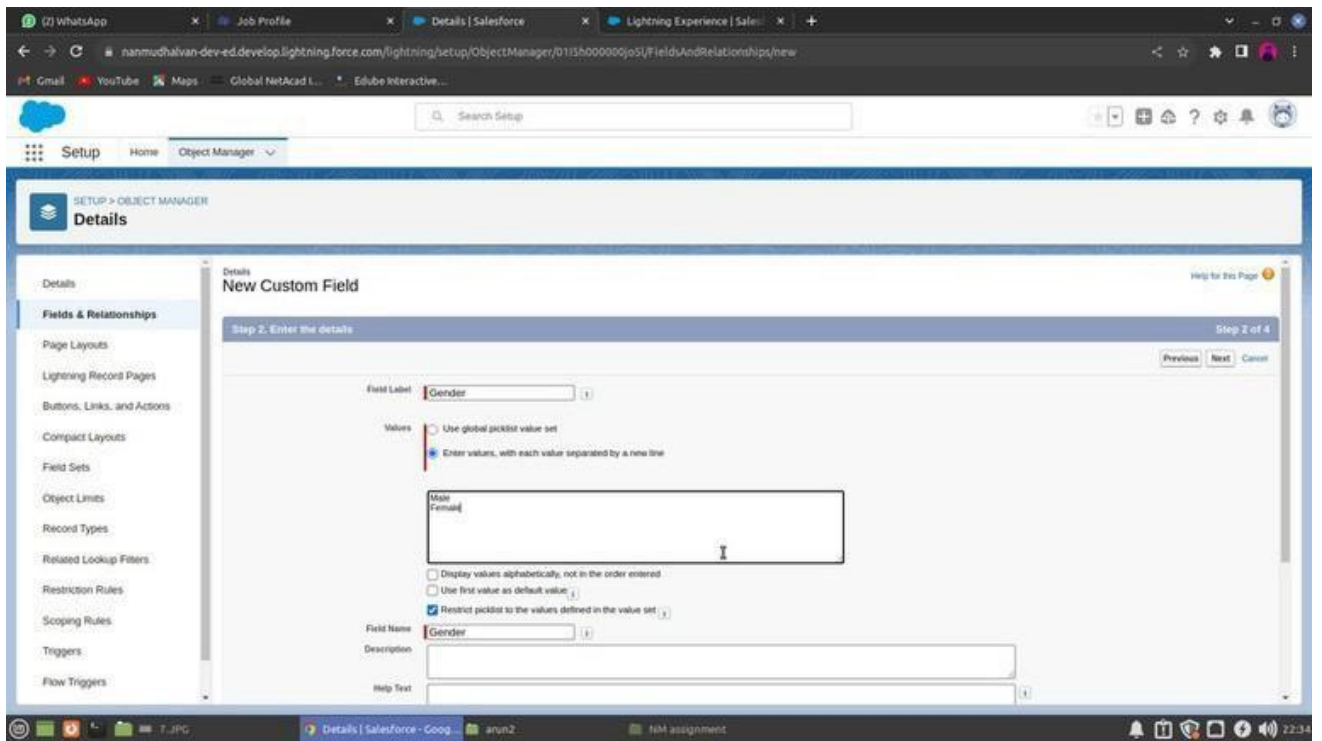 (2) WhatsApp
Job Profile
Details | Salesforce
Lightning Experience | Sales
nanmudhalvan-dev-ed.develop.lightning.force.com/lightning/setup/ObjectManager/01I5h000000joSl/FieldsAndRelationships/new
Gmail YouTube Maps Global NetAcad I... Edube Interactive...
Search Setup
Setup Home Object Manager
SETUP > OBJECT MANAGER
Details
Details
Fields & Relationships
Page Layouts
Lightning Record Pages
Buttons, Links, and Actions
Compact Layouts
Field Sets
Object Limits
Record Types
Related Lookup Filters
Restriction Rules
Scoping Rules
Triggers
Flow Triggers
Details
New Custom Field
Help for this Page
Step 2. Enter the details Step 2 of 4
Previous Next Cancel
Field Label Gender
Values Use global picklist value set
Enter values, with each value separated by a new line
Male
Female
Display values alphabetically, not in the order entered
Use first value as default value
Restrict picklist to the values defined in the value set
Field Name Gender
Description
Help Text
7.JPG Details | Salesforce - Goog... arun2 NM assignment 22:34